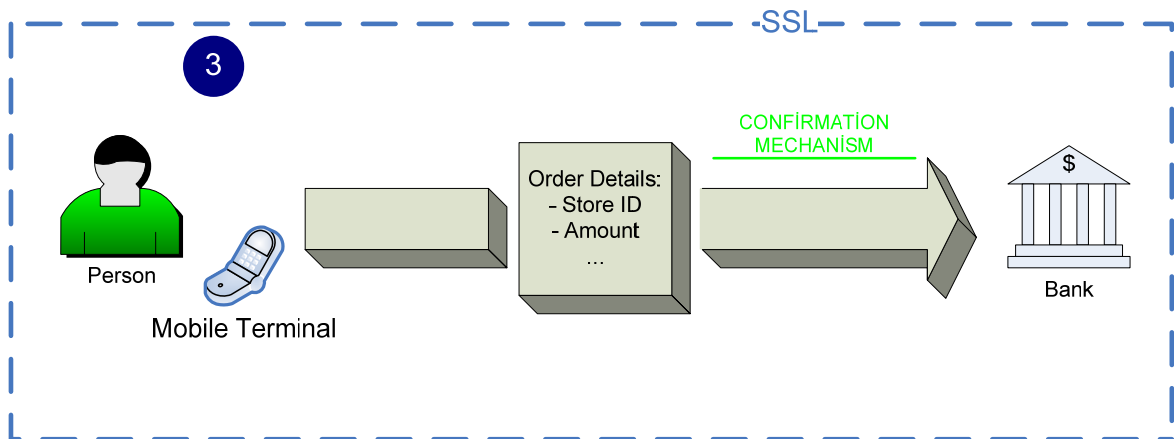 SSL
3
CONFİRMATİON
MECHANİSM
Order Details:
- Store ID
- Amount
...
$
Person
Bank
Mobile Terminal